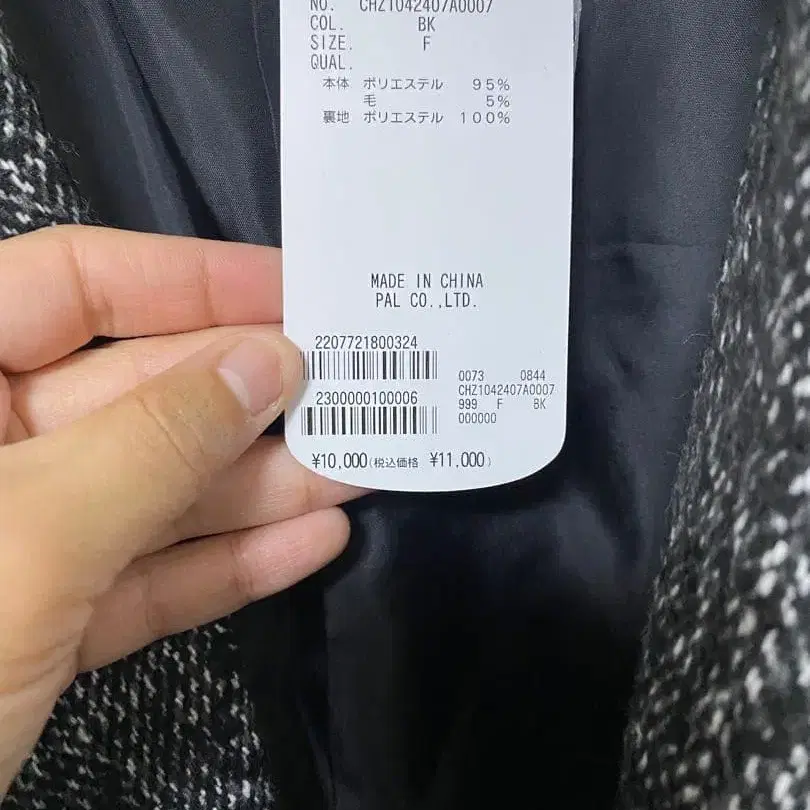 NO. CHZ1042407A0007
COL. BK
SIZE. F
QUAL.
本体 ポリエステル 95%
毛 5%
裏地 ポリエステル 100%
MADE IN CHINA
PAL CO.,LTD.
2207721800324
2300000100006
0073 0844
CHZ1042407A0007
999 F BK
000000
¥10,000(税込価格 ¥11,000)